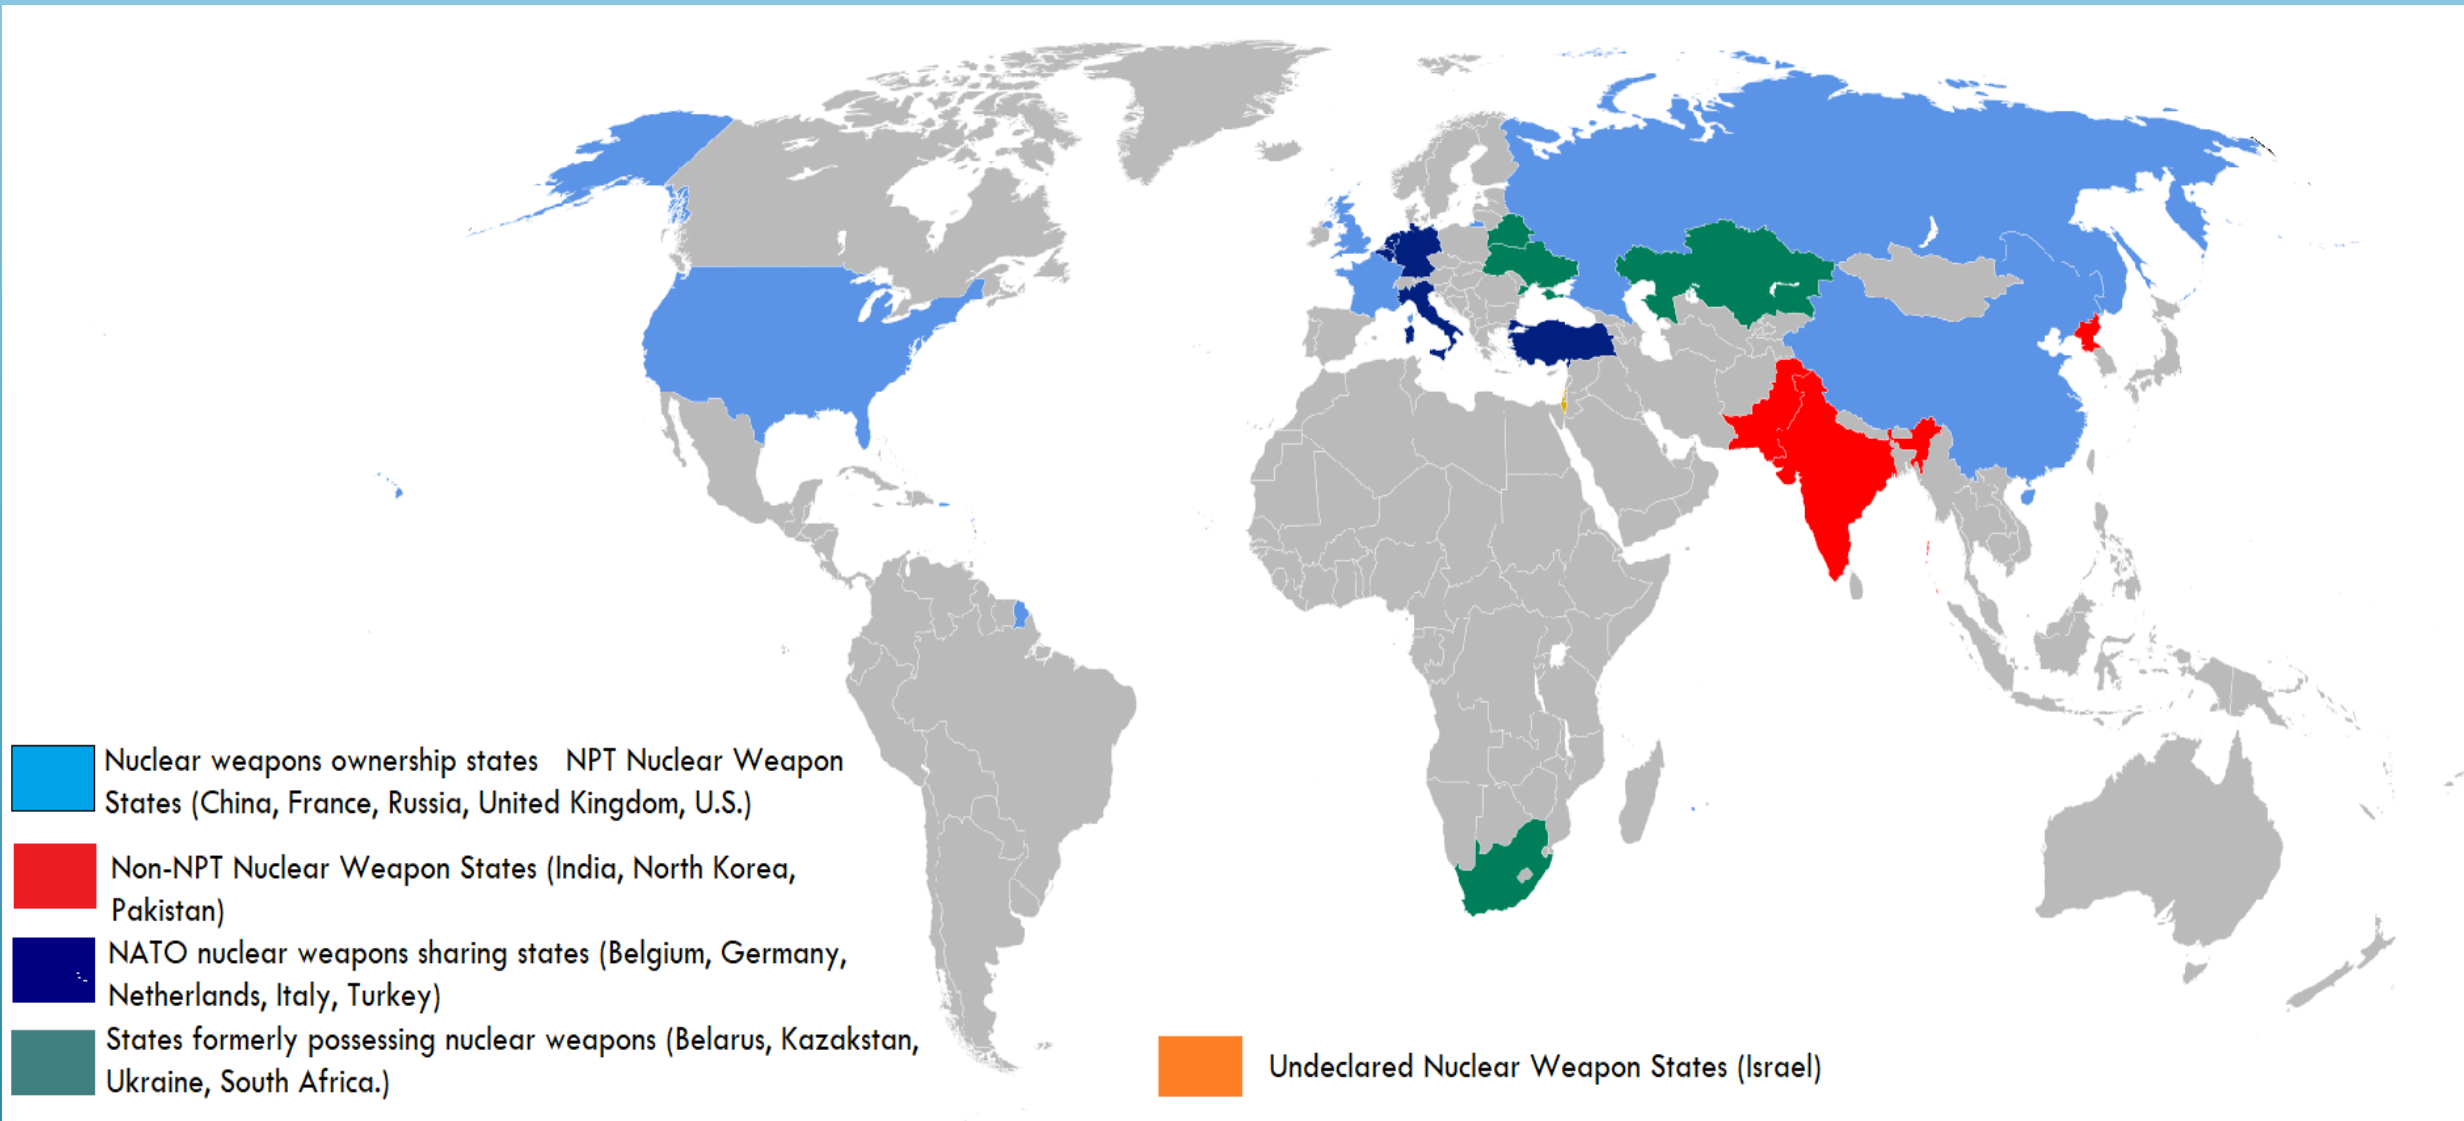 Nuclear weapons ownership states NPT Nuclear Weapon
States (China, France, Russia, United Kingdom, U.S.)
Non-NPT Nuclear Weapon States (India, North Korea,
Pakistan)
NATO nuclear weapons sharing states (Belgium, Germany,
Netherlands, Italy, Turkey)
States formerly possessing nuclear weapons (Belarus, Kazakstan,
Ukraine, South Africa.)
Undeclared Nuclear Weapon States (Israel)